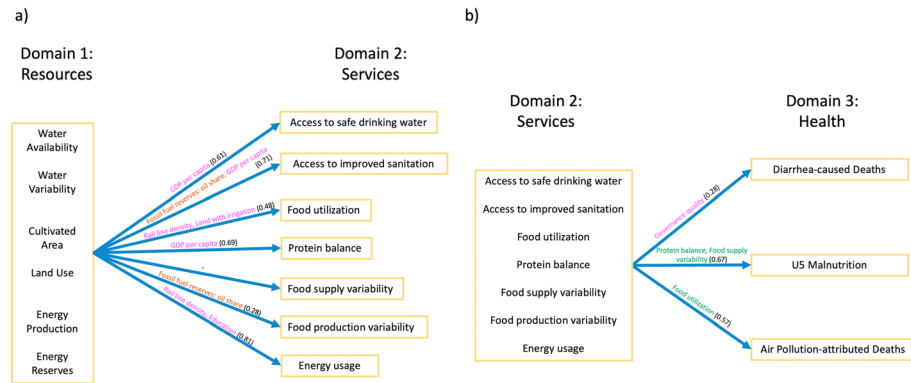 a)
Domain 1:
Resources
Domain 2:
Services
Water
Availability
Water
Variability
Cultivated
Area
Land Use
Energy
Production
Energy
Reserves
GDP per capita (0.61)
Fossil fuel reserves: oil share, GDP per capita
(0.71)
Rail line density, Land with irrigation (0.48)
GDP per capita (0.69)
-
Fossil fuel reserves: oil share (0.28)
Rail line density, Education (0.81)
Access to safe drinking water
Access to improved sanitation
Food utilization
Protein balance
Food supply variability
Food production variability
Energy usage
b)
Domain 2:
Services
Domain 3:
Health
Access to safe drinking water
Access to improved sanitation
Food utilization
Protein balance
Food supply variability
Food production variability
Energy usage
Governance quality (0.28)
Protein balance, Food supply
variability (0.67)
Food utilization (0.57)
Diarrhea-caused Deaths
U5 Malnutrition
Air Pollution-attributed Deaths